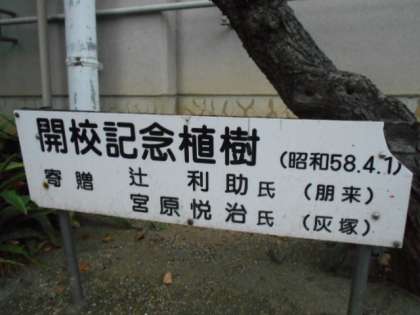 開校記念植樹 (昭和58.4.1)
寄贈 辻 利助氏 (朋来)
宮原悦治氏 (灰塚)